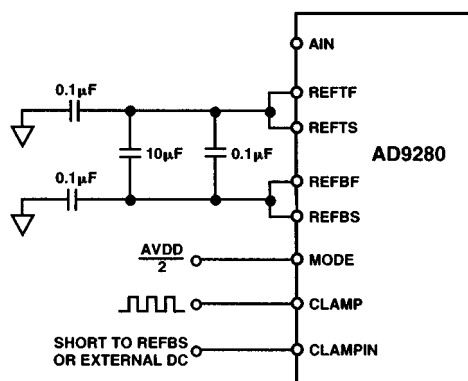 AIN
0.1µF
REFTF
REFTS
10µF
0.1µF
AD9280
0.1µF
REFBF
REFBS
AVDD
2
MODE
CLAMP
SHORT TO REFBS
OR EXTERNAL DC
CLAMPIN